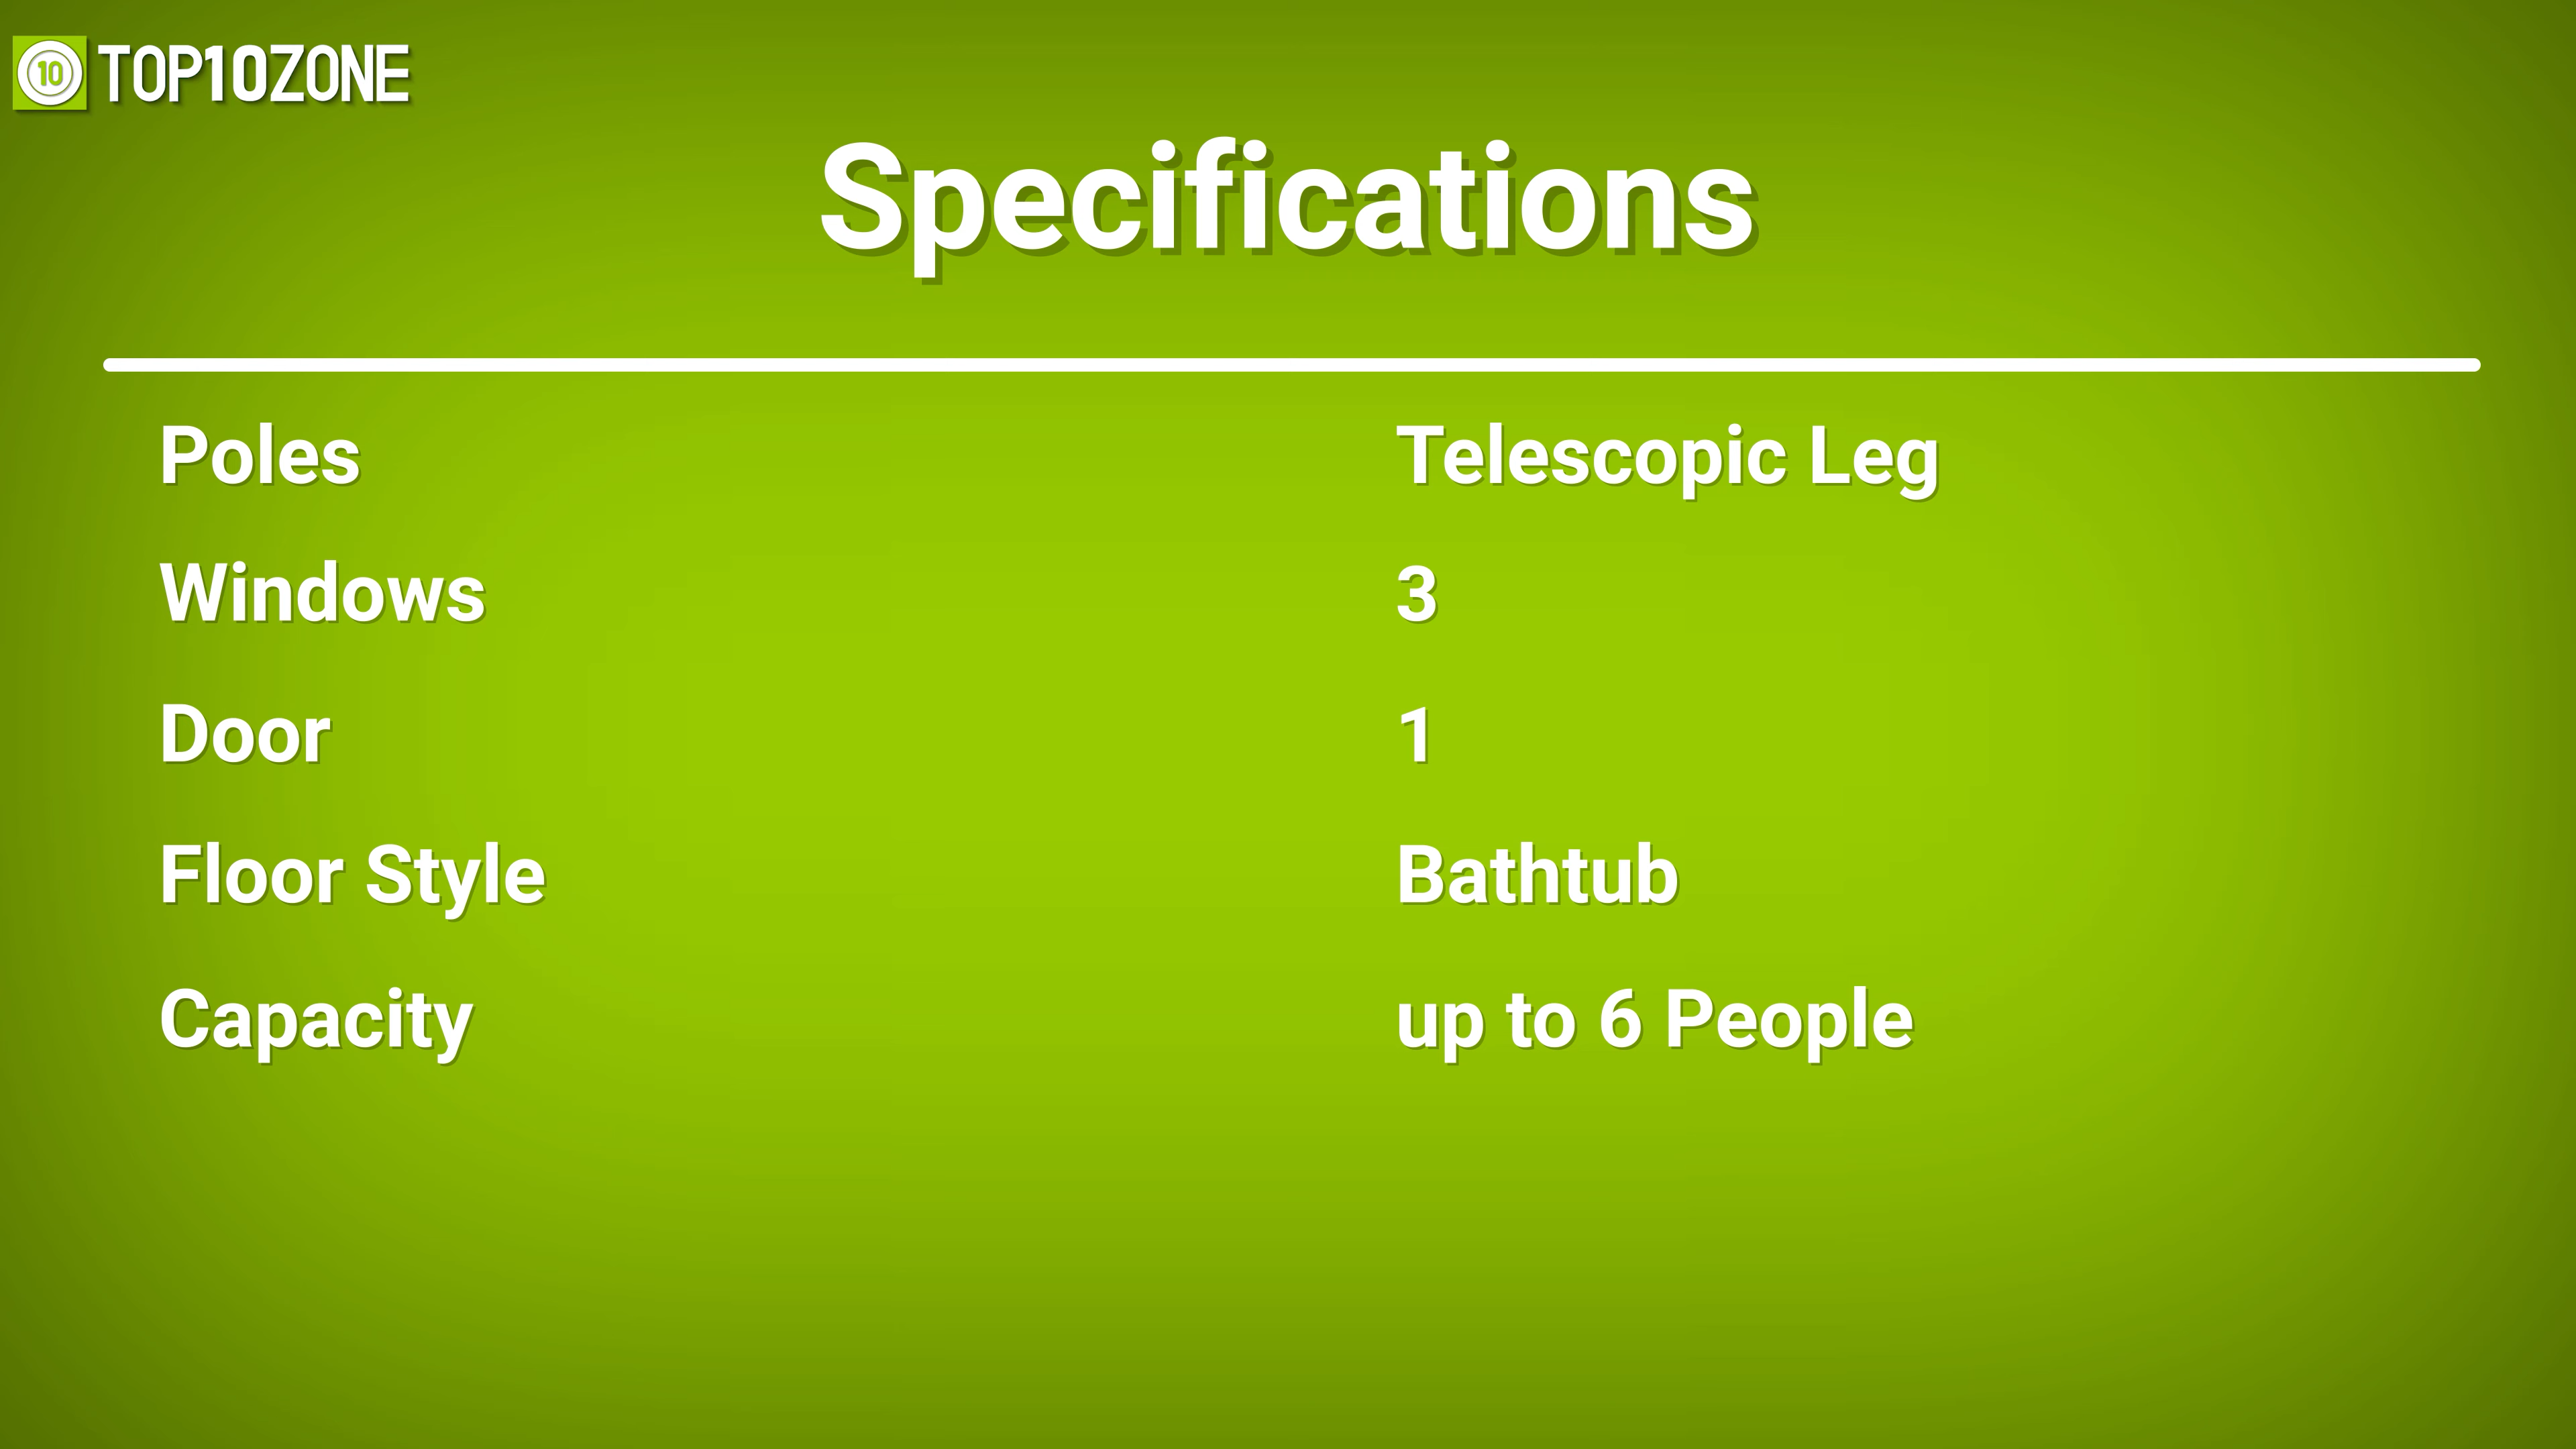 10 TOP10ZONE
Specifications
Poles Telescopic Leg
Windows 3
Door 1
Floor Style Bathtub
Capacity up to 6 People